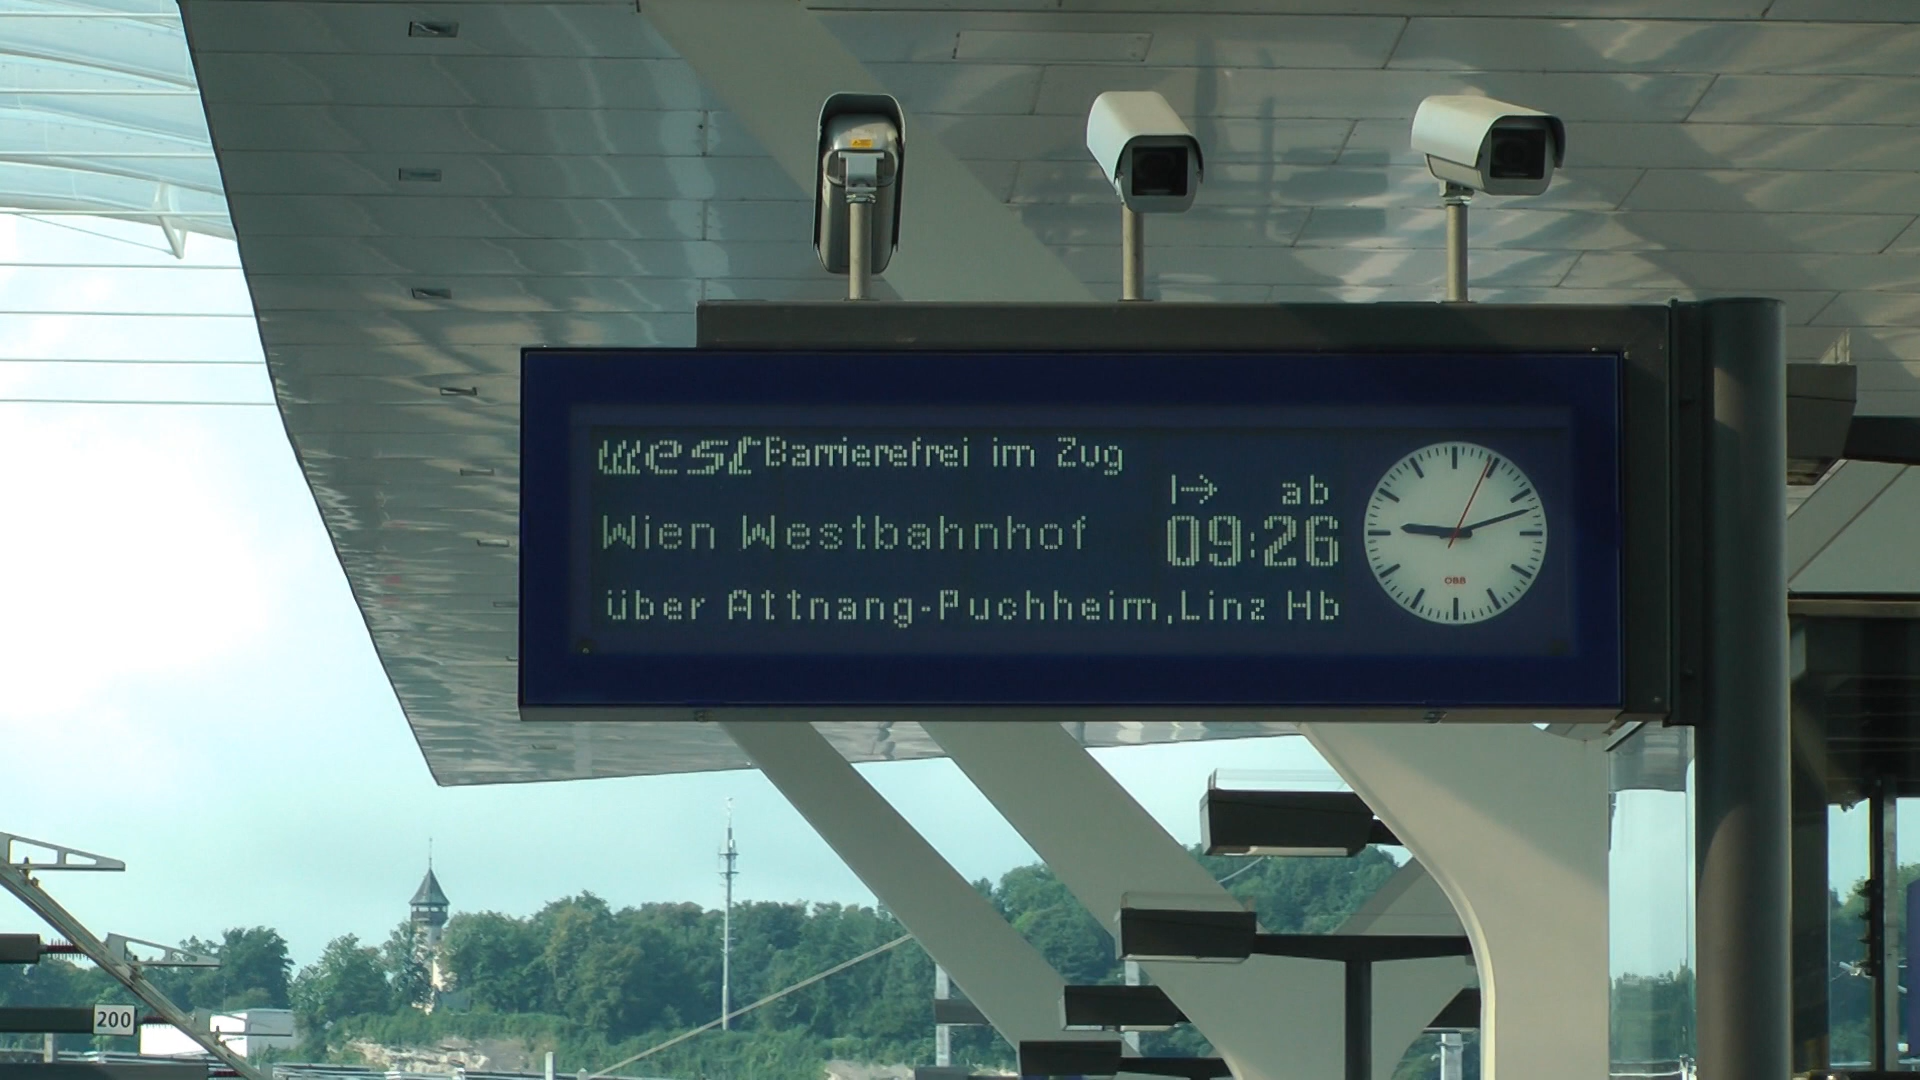 west Barrierefrei im Zug
|→ ab
Wien Westbahnhof 09:26
über Attnang-Puchheim,Linz Hb
ÖBB
200